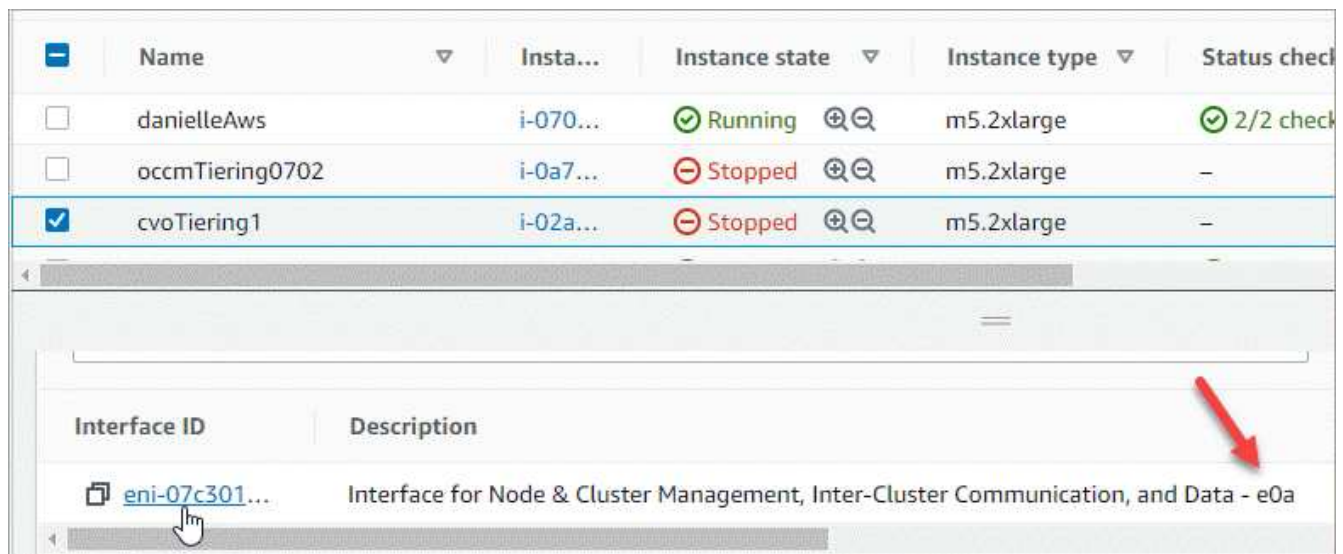 Name Insta... Instance state Instance type Status check
danielleAws i-070... Running m5.2xlarge 2/2 check
occmTiering0702 i-0a7... Stopped m5.2xlarge –
cvoTiering1 i-02a... Stopped m5.2xlarge –
Interface ID Description
eni-07c301... Interface for Node & Cluster Management, Inter-Cluster Communication, and Data - e0a